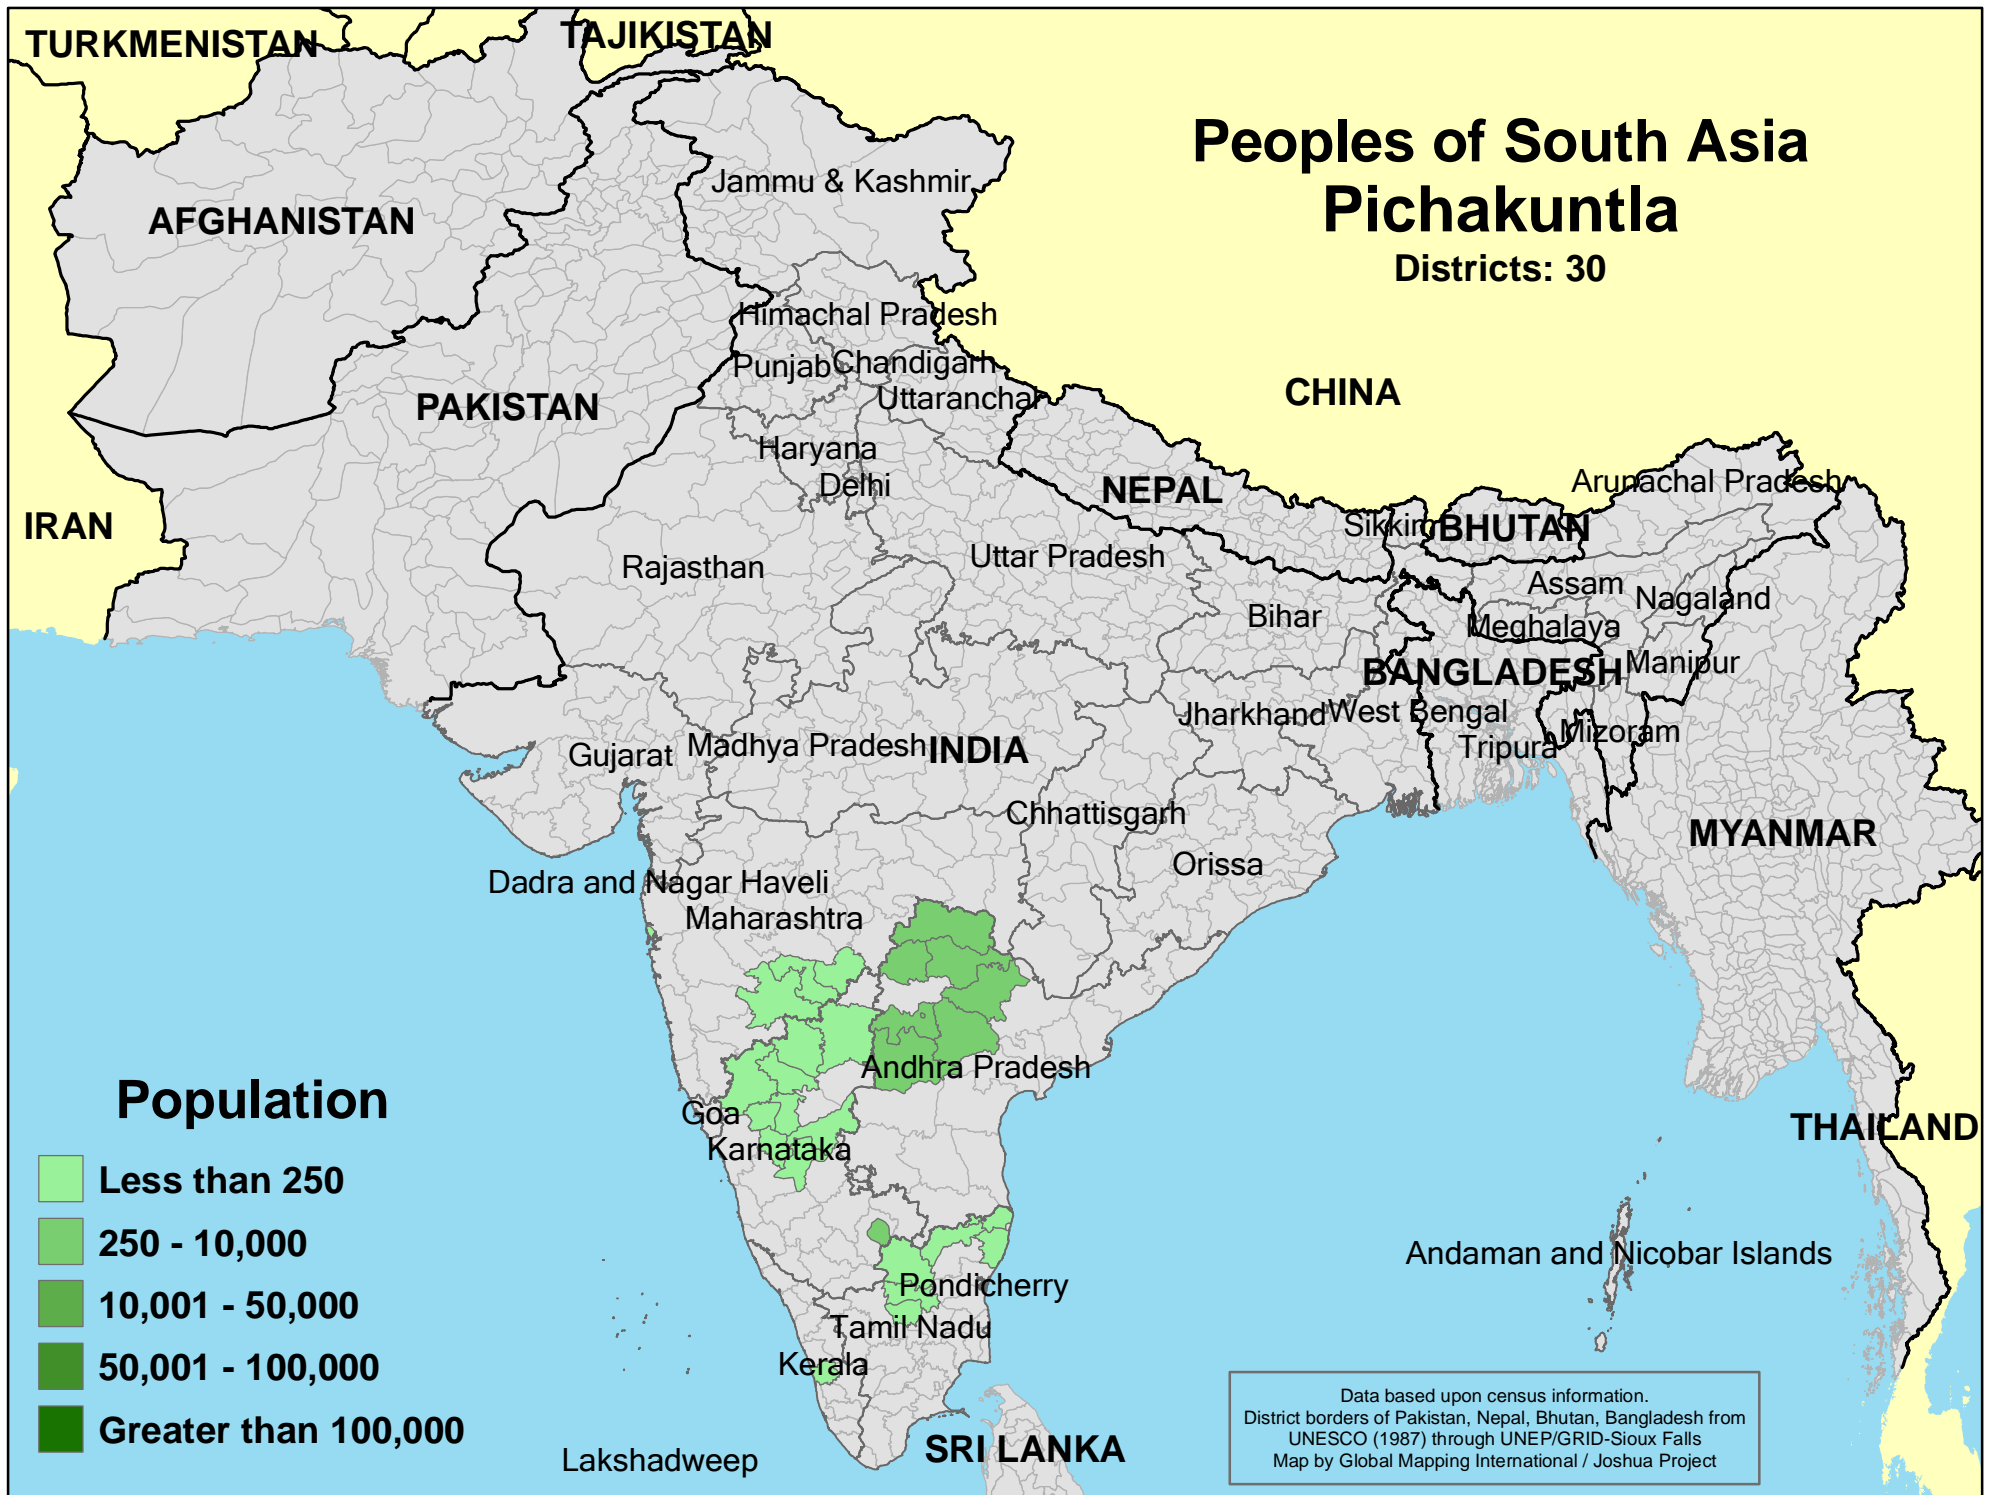 TURKMENISTAN
TAJIKISTAN
Peoples of South Asia
Pichakuntla
Districts: 30
Jammu & Kashmir
AFGHANISTAN
Himachal Pradesh
Punjab
Chandigarh
Uttaranchal
CHINA
PAKISTAN
Haryana
Delhi
NEPAL
Arunachal Pradesh
IRAN
Sikkim
BHUTAN
Rajasthan
Uttar Pradesh
Assam
Nagaland
Bihar
Meghalaya
BANGLADESH
Manipur
Jharkhand
West Bengal
Mizoram
Tripura
Gujarat
Madhya Pradesh
INDIA
Chhattisgarh
MYANMAR
Orissa
Dadra and Nagar Haveli
Maharashtra
Andhra Pradesh
Goa
Karnataka
THAILAND
Andaman and Nicobar Islands
Pondicherry
Tamil Nadu
Kerala
SRI LANKA
Lakshadweep
Population
Less than 250
250 - 10,000
10,001 - 50,000
50,001 - 100,000
Greater than 100,000
Data based upon census information.
District borders of Pakistan, Nepal, Bhutan, Bangladesh from
UNESCO (1987) through UNEP/GRID-Sioux Falls
Map by Global Mapping International / Joshua Project